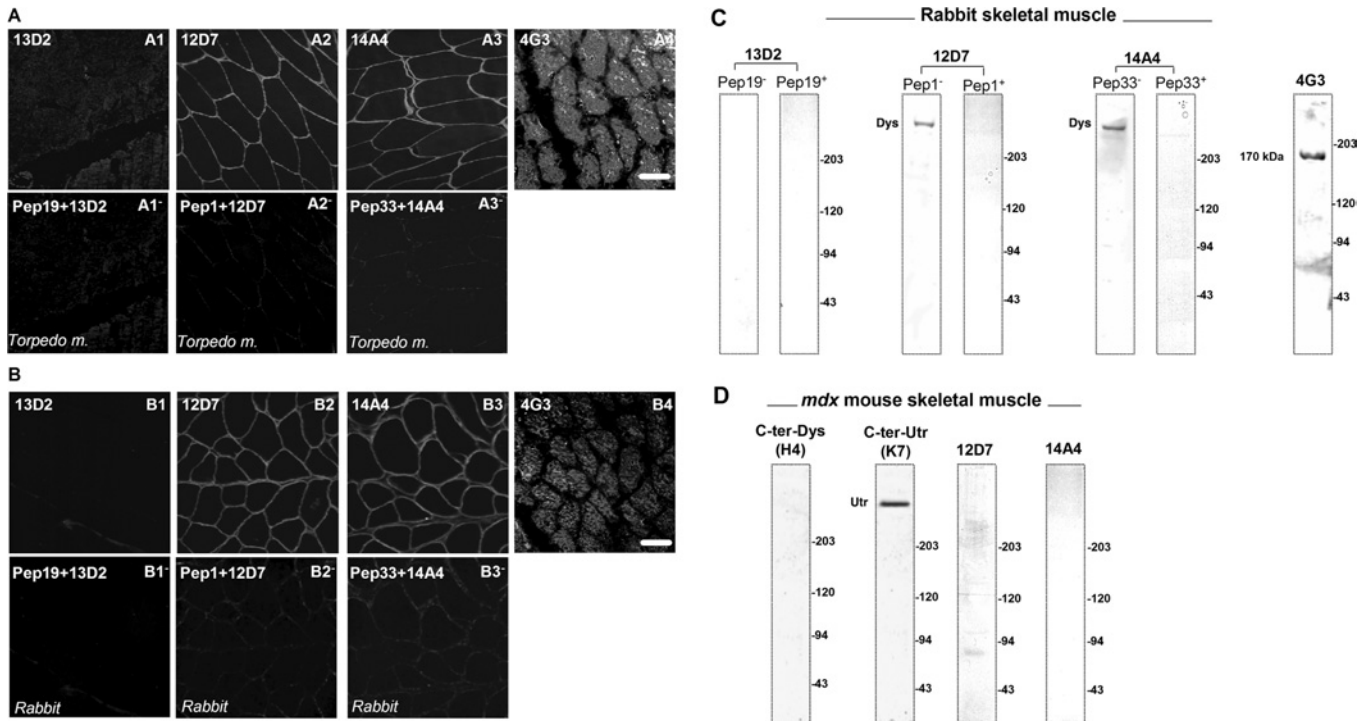 A
13D2 A1
12D7 A2
14A4 A3
4G3 A4
Pep19+13D2 A1-
Pep1+12D7 A2-
Pep33+14A4 A3-
Torpedo m.
Torpedo m.
Torpedo m.
B
13D2 B1
12D7 B2
14A4 B3
4G3 B4
Pep19+13D2 B1-
Pep1+12D7 B2-
Pep33+14A4 B3-
Rabbit
Rabbit
Rabbit
C
Rabbit skeletal muscle
13D2
Pep19- Pep19+
12D7
Pep1- Pep1+
14A4
Pep33- Pep33+
4G3
Dys
-203
-120
-94
-43
Dys
-203
-120
-94
-43
170 kDa
-203
-120
-94
-43
D
mdx mouse skeletal muscle
C-ter-Dys
(H4)
C-ter-Utr
(K7)
12D7
14A4
-203
-120
-94
-43
Utr
-203
-120
-94
-43
-203
-120
-94
-43
-203
-120
-94
-43